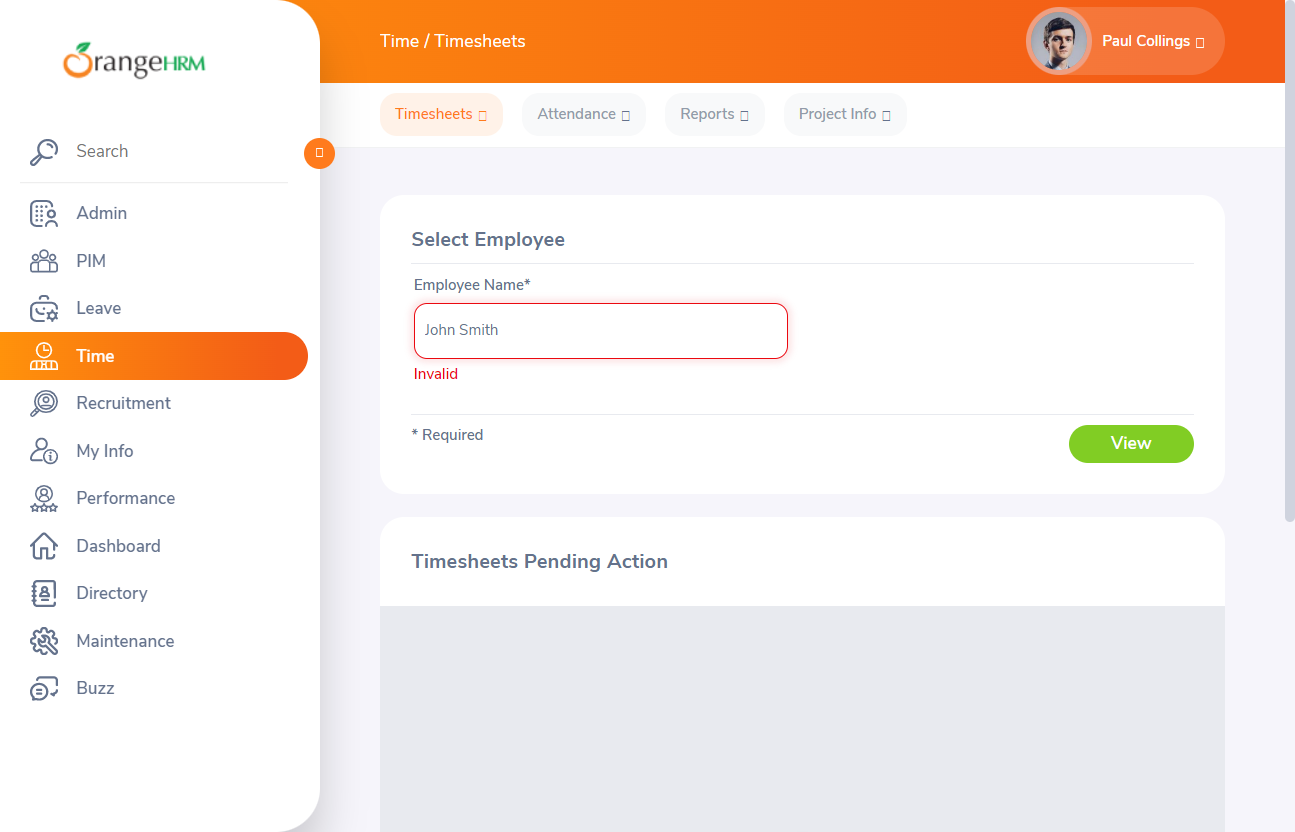 OrangeHRM
Time / Timesheets
Paul Collings
Timesheets
Attendance
Reports
Project Info
Search
Admin
PIM
Leave
Time
Recruitment
My Info
Performance
Dashboard
Directory
Maintenance
Buzz
Select Employee
Employee Name*
John Smith
Invalid
* Required
View
Timesheets Pending Action